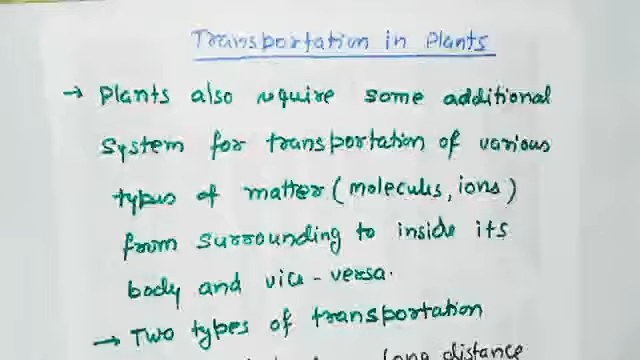 Transportation in Plants
→ Plants also require some additional
system for transportation of various
types of matter (molecules, ions)
from surrounding to inside its
body and vice-versa.
→ Two types of transportation
long distance